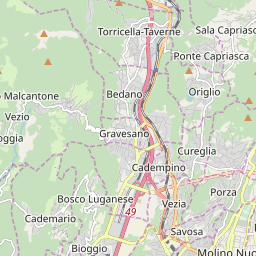 Torricella-Taverne
Sala Capriasca
Ponte Capriasca
Malcantone
Bedano
Origlio
Vezio
Gravesano
Cureglia
Cadempino
Porza
Bosco Luganese
49
Vezia
Cademario
Savosa
Bioggio
Molino Nuo